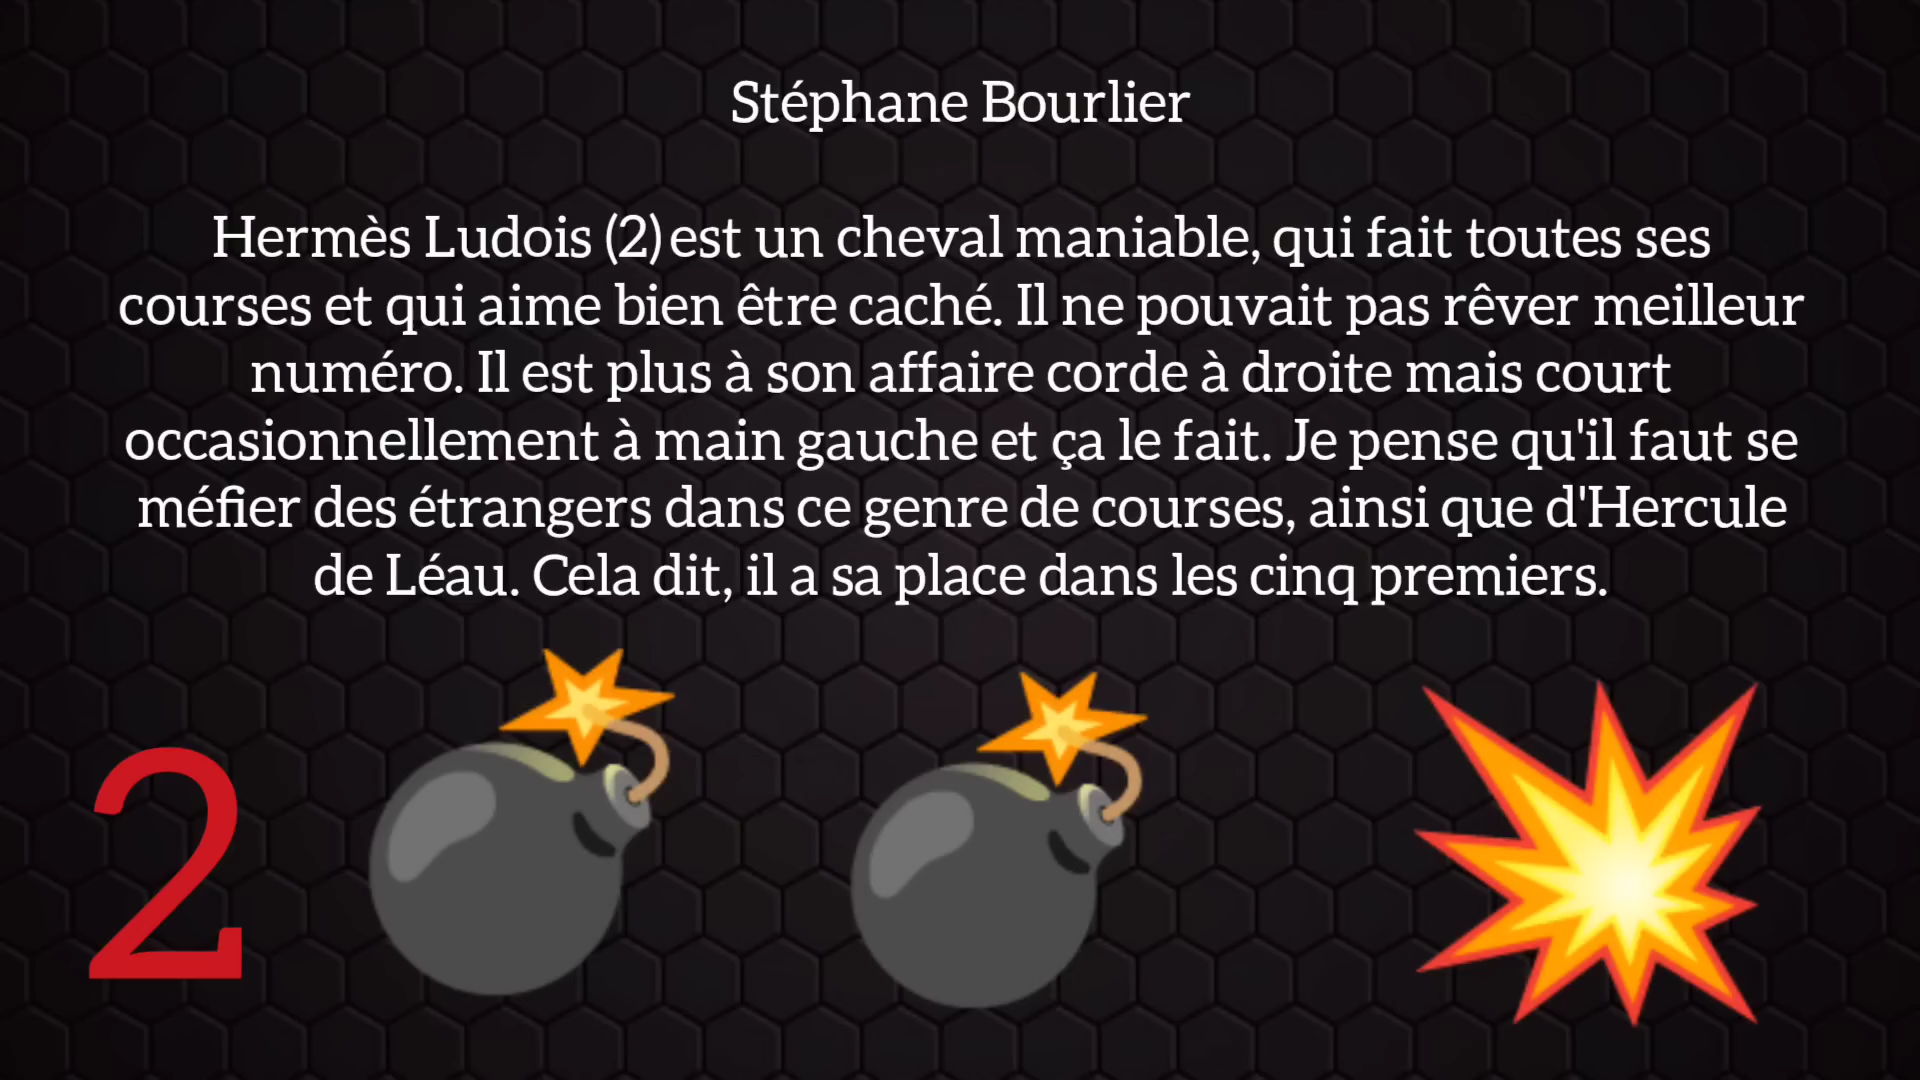 Stéphane Bourlier
Hermès Ludois (2) est un cheval maniable, qui fait toutes ses
courses et qui aime bien être caché. Il ne pouvait pas rêver meilleur
numéro. Il est plus à son affaire corde à droite mais court
occasionnellement à main gauche et ça le fait. Je pense qu'il faut se
méfier des étrangers dans ce genre de courses, ainsi que d'Hercule
de Léau. Cela dit, il a sa place dans les cinq premiers.
2